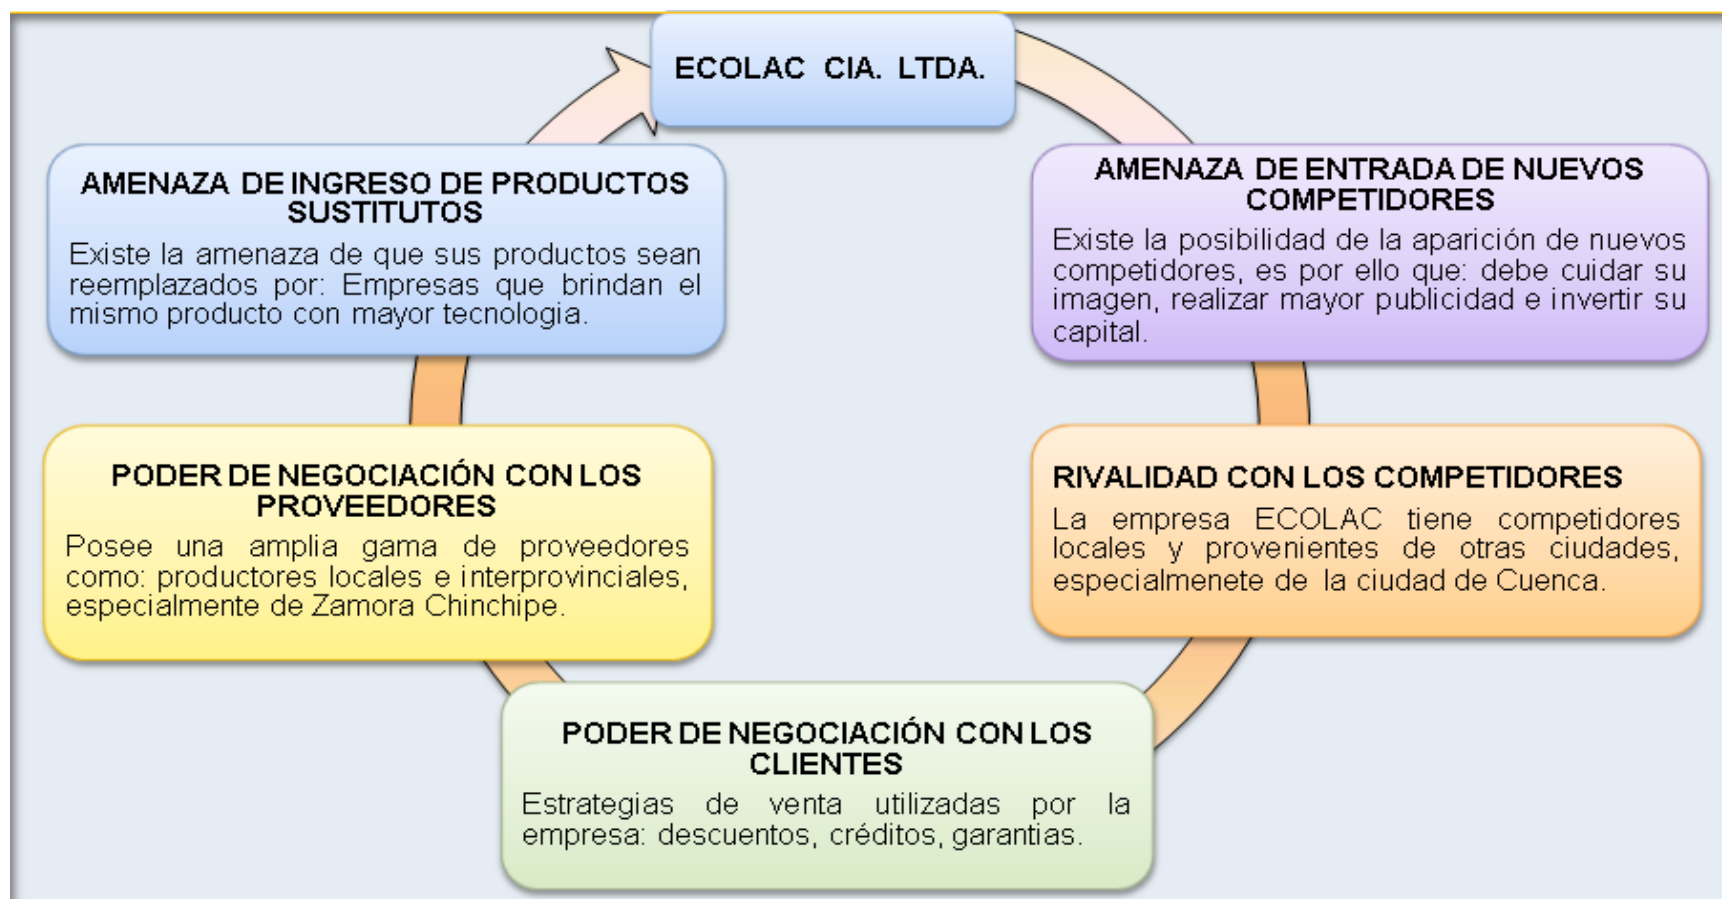 ECOLAC CIA. LTDA.
AMENAZA DE INGRESO DE PRODUCTOS
SUSTITUTOS
Existe la amenaza de que sus productos sean
reemplazados por: Empresas que brindan el
mismo producto con mayor tecnologia.
AMENAZA DE ENTRADA DE NUEVOS
COMPETIDORES
Existe la posibilidad de la aparición de nuevos
competidores, es por ello que: debe cuidar su
imagen, realizar mayor publicidad e invertir su
capital.
PODER DE NEGOCIACIÓN CON LOS
PROVEEDORES
Posee una amplia gama de proveedores
como: productores locales e interprovinciales,
especialmente de Zamora Chinchipe.
RIVALIDAD CON LOS COMPETIDORES
La empresa ECOLAC tiene competidores
locales y provenientes de otras ciudades,
especialmenete de la ciudad de Cuenca.
PODER DE NEGOCIACIÓN CON LOS
CLIENTES
Estrategias de venta utilizadas por la
empresa: descuentos, créditos, garantias.